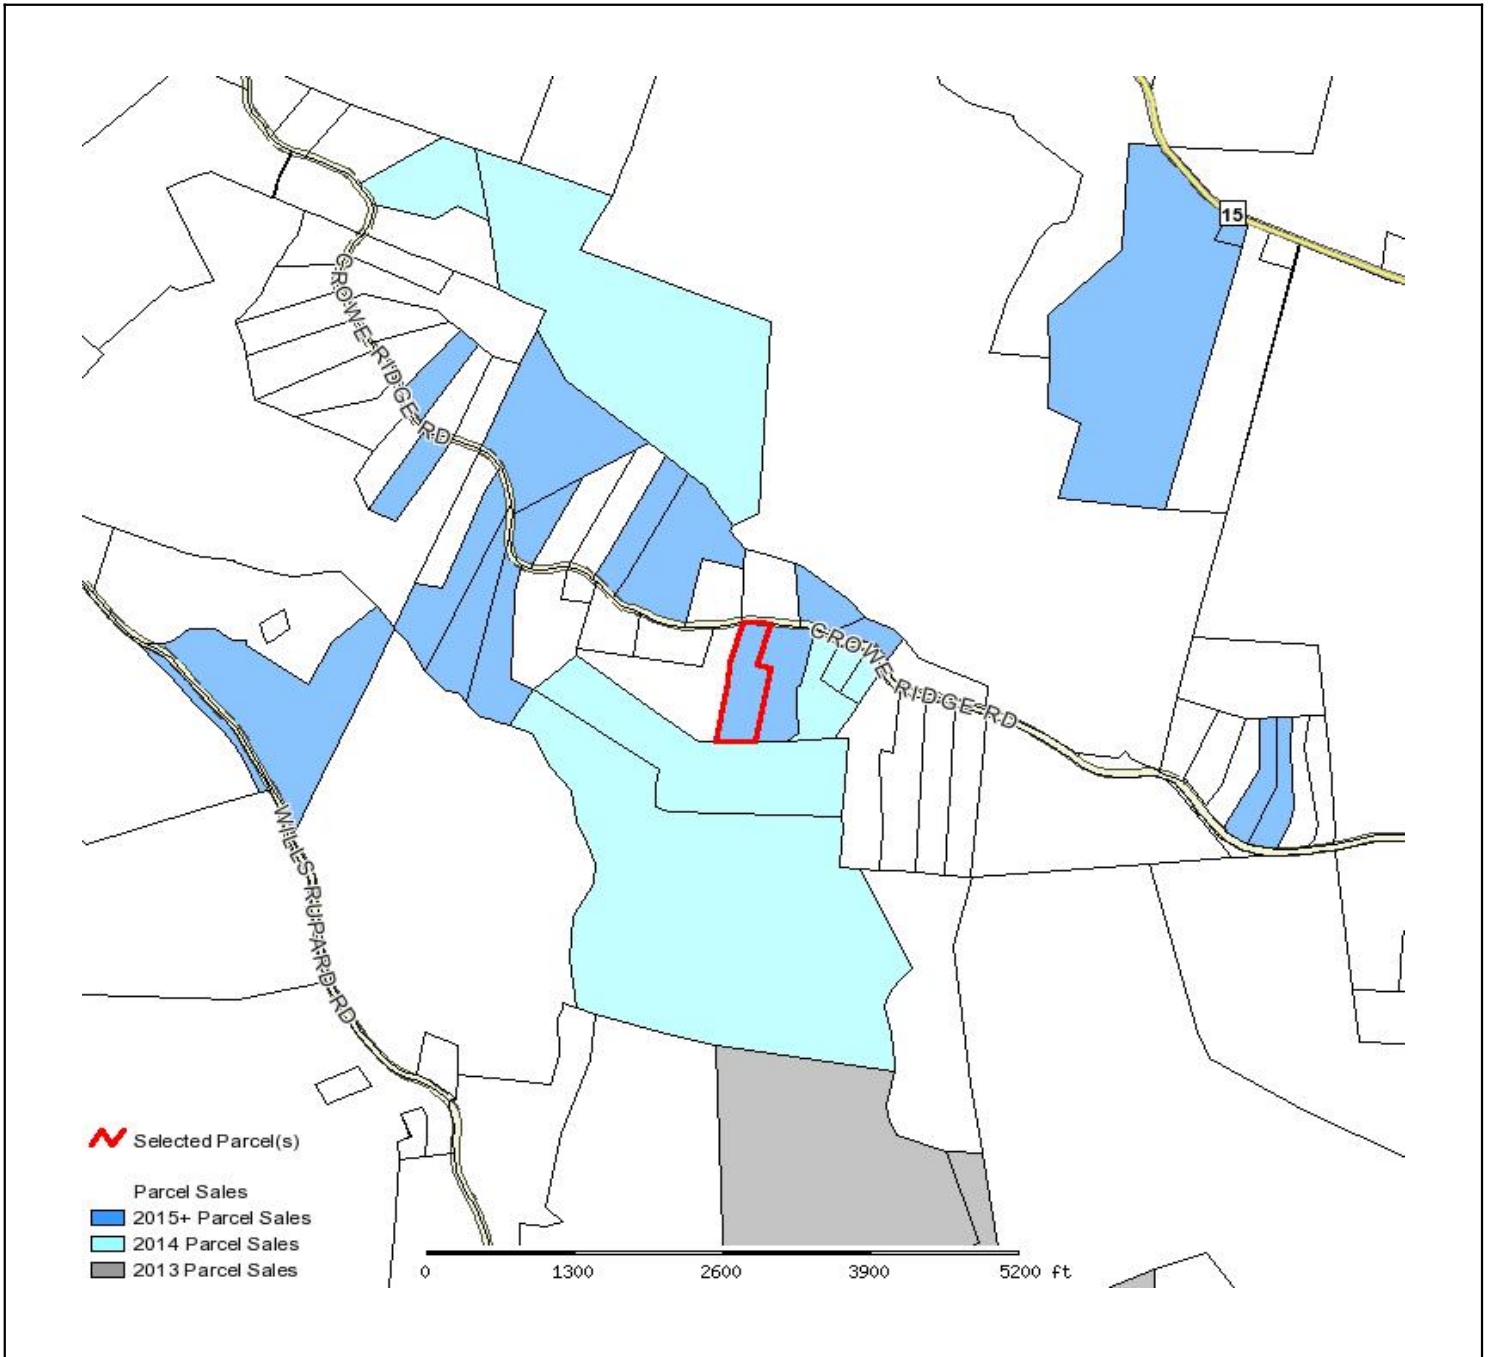 15
CROWE RIDGE RD
CROWE RIDGE RD
WILES RUPARD RD
Selected Parcel(s)
Parcel Sales
2015+ Parcel Sales
2014 Parcel Sales
2013 Parcel Sales
0 1300 2600 3900 5200 ft